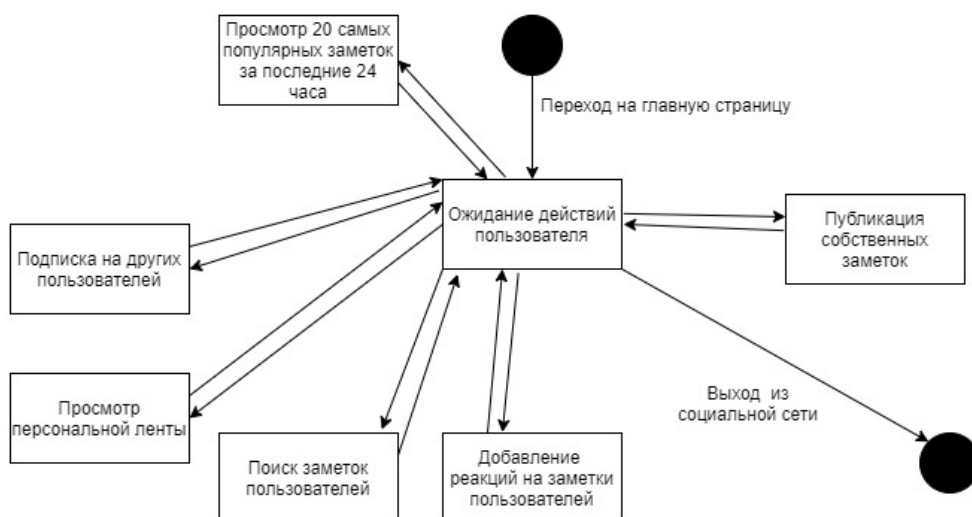 Просмотр 20 самых
популярных заметок
за последние 24
часа
Переход на главную страницу
Ожидание действий
пользователя
Публикация
собственных
заметок
Подписка на других
пользователей
Просмотр
персональной ленты
Выход из
социальной сети
Поиск заметок
пользователей
Добавление
реакций на заметки
пользователей